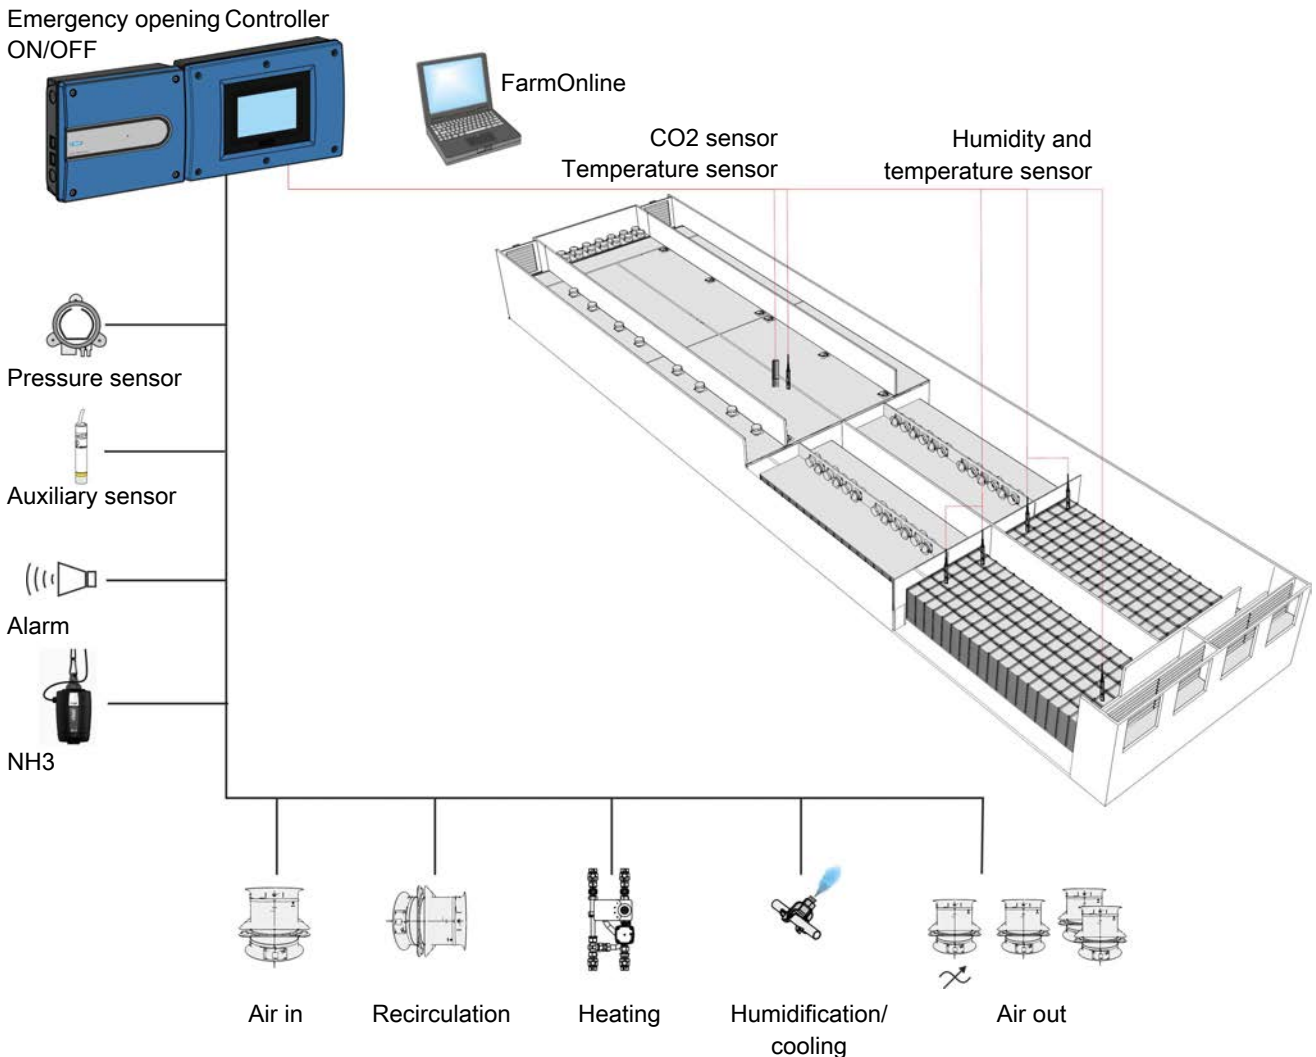 Emergency opening Controller
ON/OFF
FarmOnline
CO2 sensor
Temperature sensor
Humidity and
temperature sensor
Pressure sensor
Auxiliary sensor
Alarm
NH3
Air in
Recirculation
Heating
Humidification/
cooling
Air out